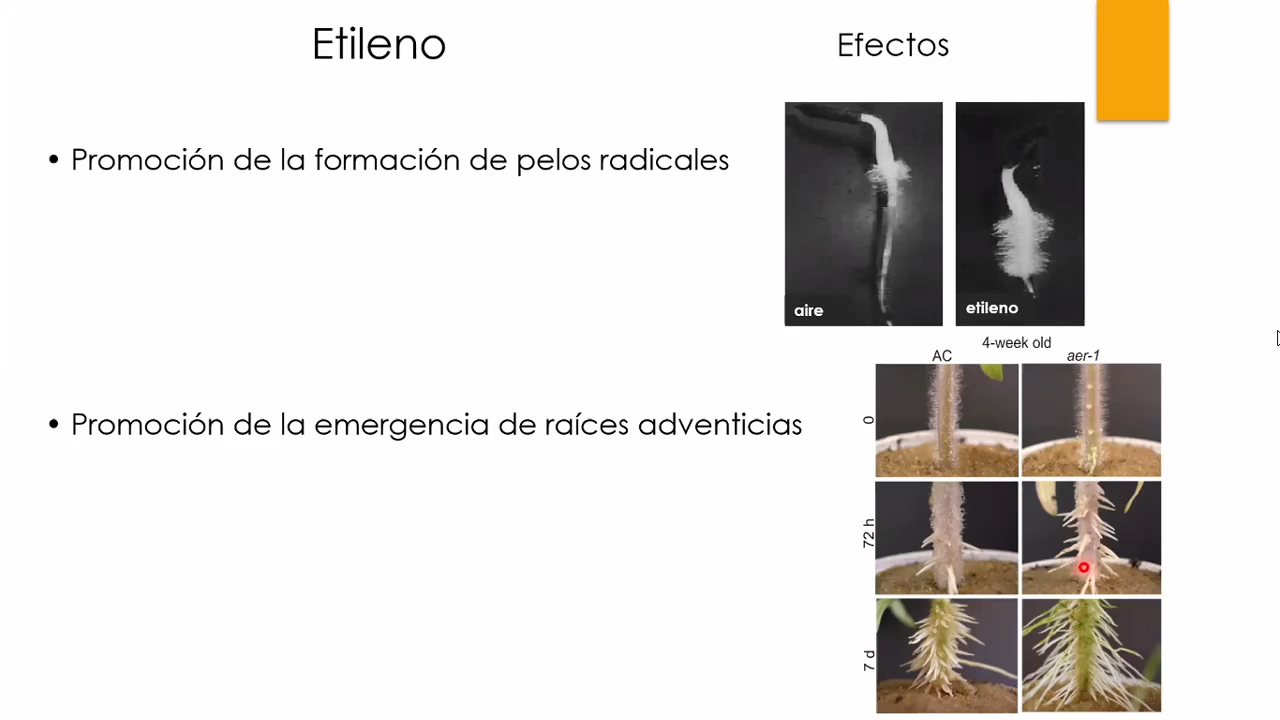 Etileno
Efectos
• Promoción de la formación de pelos radicales
aire
etileno
4-week old
AC
aer-1
0
• Promoción de la emergencia de raíces adventicias
72 h
7 d